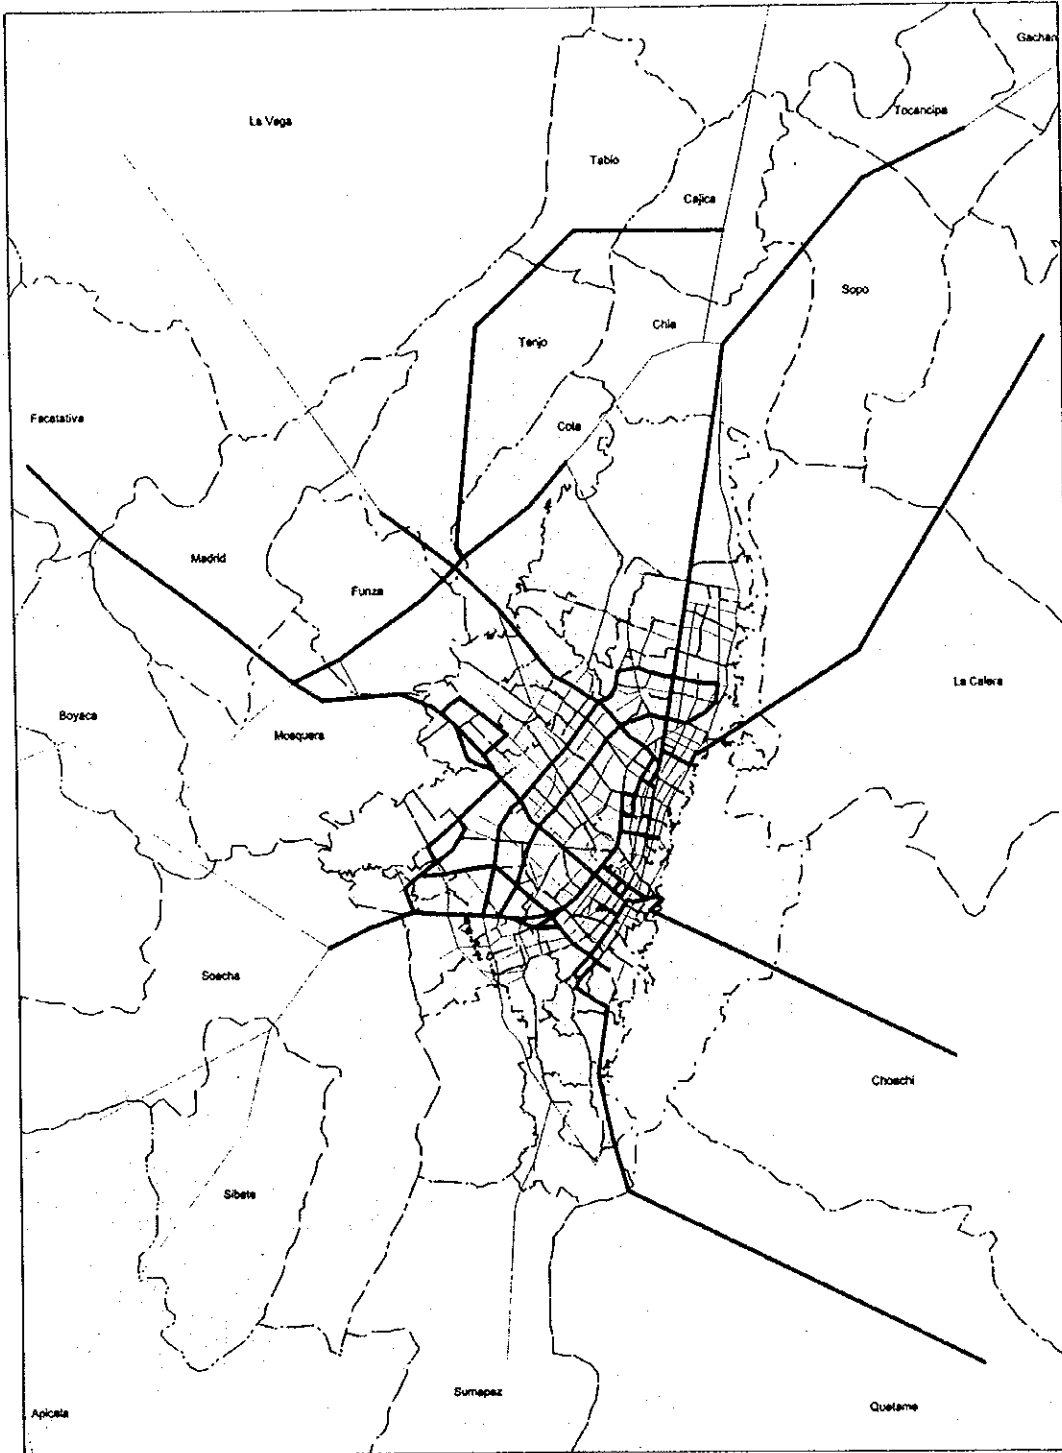 Gachan
La Vega
Tocancipa
Tabio
Cajica
Sopo
Chia
Tenjo
Facatativa
Cota
Madrid
Funza
La Calera
Boyaca
Mosquera
Soacha
Choachi
Sibate
Sumapaz
Quetame
Apicala